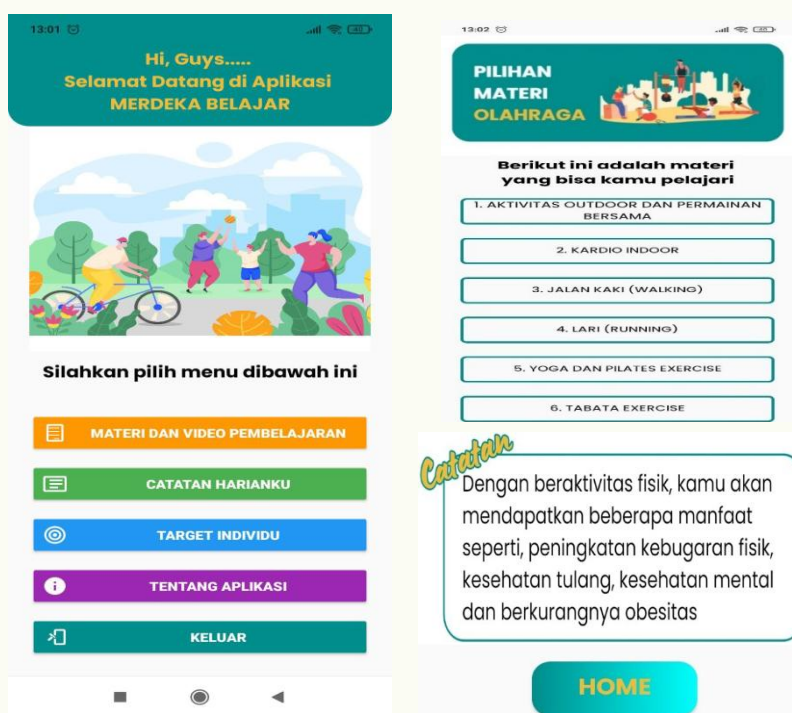 13:01
40
Hi, Guys.....
Selamat Datang di Aplikasi
MERDEKA BELAJAR
Silahkan pilih menu dibawah ini
MATERI DAN VIDEO PEMBELAJARAN
CATATAN HARIANKU
TARGET INDIVIDU
TENTANG APLIKASI
KELUAR
13:02
40
PILIHAN
MATERI
OLAHRAGA
Berikut ini adalah materi
yang bisa kamu pelajari
1. AKTIVITAS OUTDOOR DAN PERMAINAN
BERSAMA
2. KARDIO INDOOR
3. JALAN KAKI (WALKING)
4. LARI (RUNNING)
5. YOGA DAN PILATES EXERCISE
6. TABATA EXERCISE
Catatan
Dengan beraktivitas fisik, kamu akan
mendapatkan beberapa manfaat
seperti, peningkatan kebugaran fisik,
kesehatan tulang, kesehatan mental
dan berkurangnya obesitas
HOME